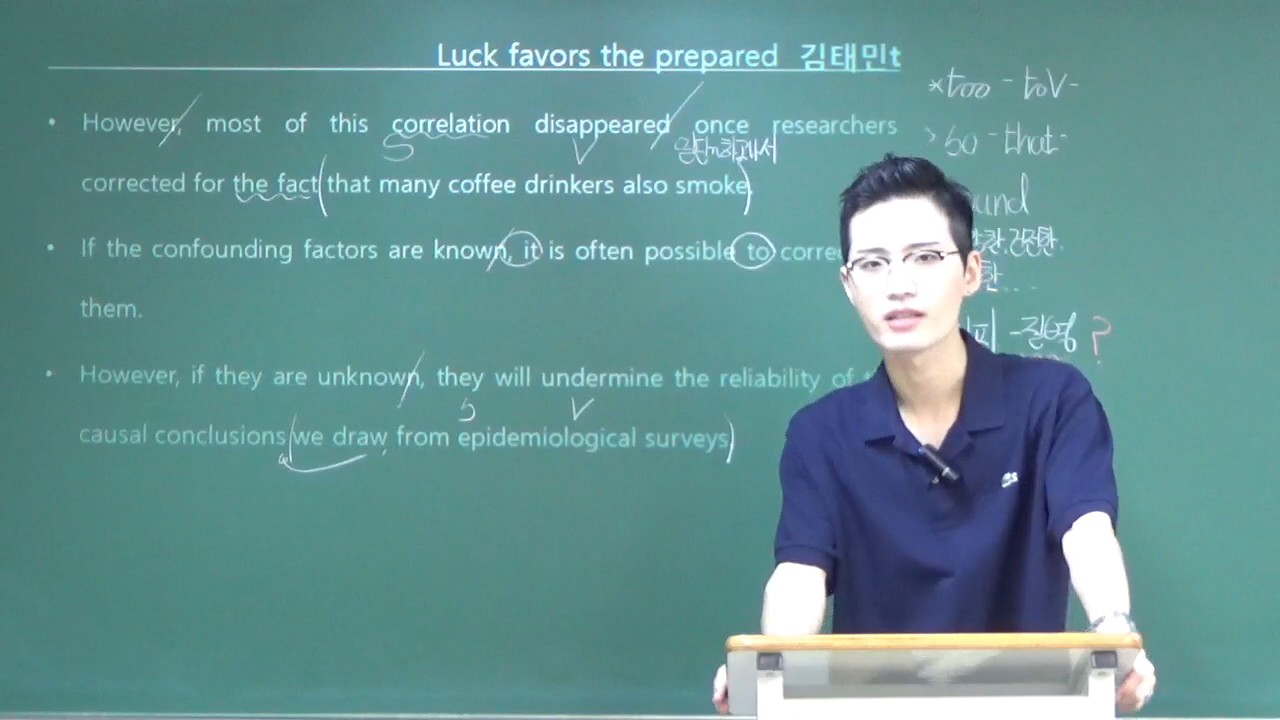 Luck favors the prepared 김태민t
• However, most of this correlation disappeared once researchers
S V
corrected for the fact that many coffee drinkers also smoke.
• If the confounding factors are known, it is often possible to
them.
• However, if they are unknown, they will undermine the reliability of
S V
causal conclusions we draw from epidemiological surveys.
*too - toV -
> so - that -
-질병 ?